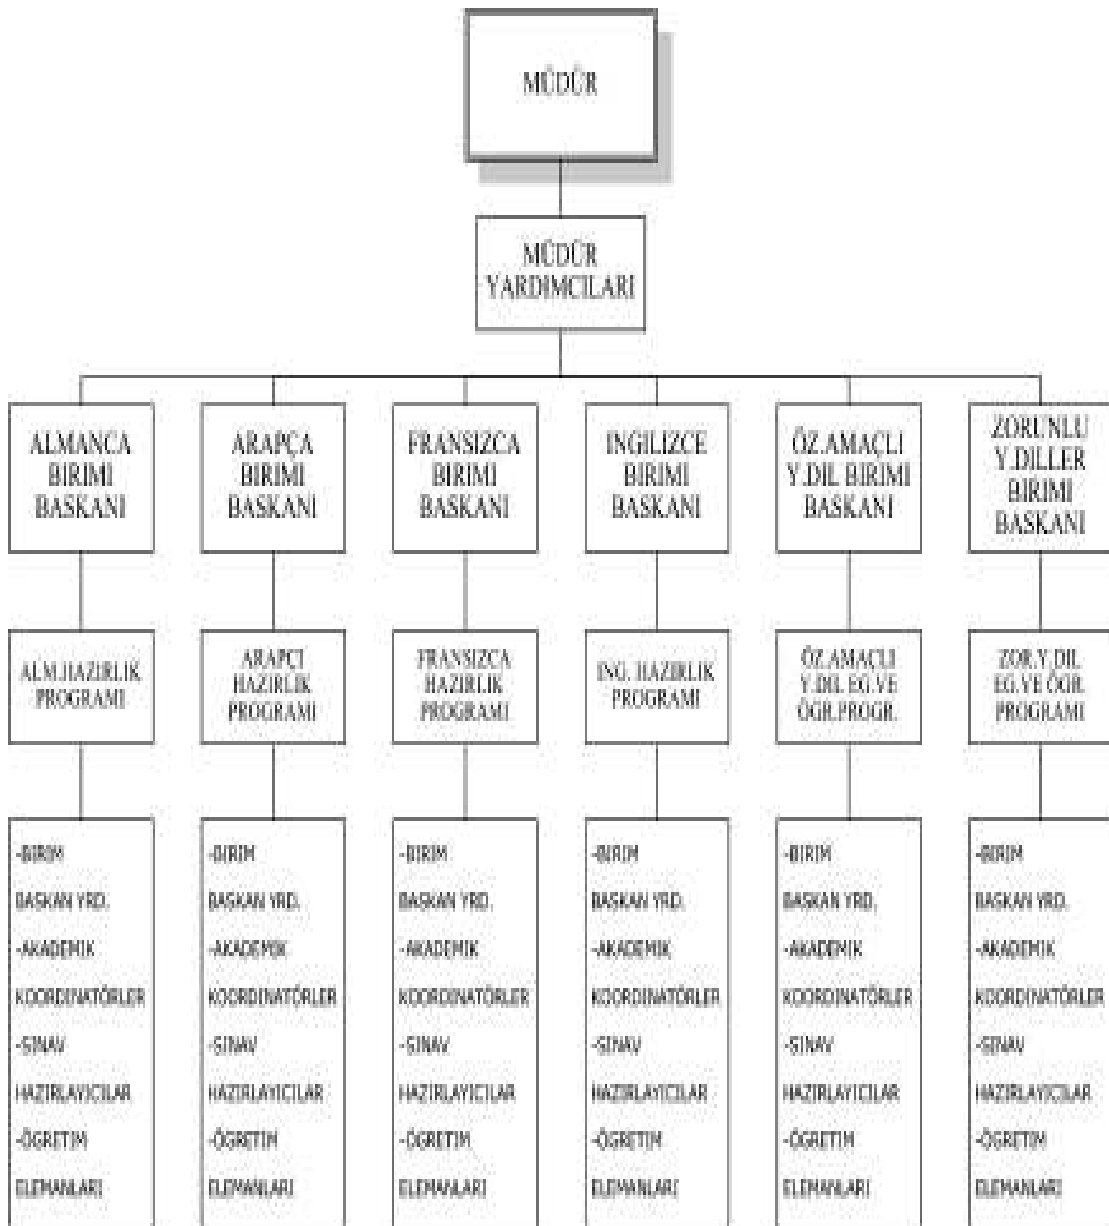 MÜDÜR
MÜDÜR
YARDIMCILARI
ALMANCA
BIRIMI
BASKANI
ARAPÇA
BIRIMI
BASKANI
FRANSIZCA
BIRIMI
BASKANI
INGILIZCE
BIRIMI
BASKANI
ÖZ.AMAÇLI
Y.DIL BIRIMI
BASKANI
ZORUNLU
Y.DILLER
BIRIMI
BASKANI
ALM.HAZIRLIK
PROGRAMI
ARAPÇI
HAZIRLIK
PROGRAMI
FRANSIZCA
HAZIRLIK
PROGRAMI
ING. HAZIRLIK
PROGRAMI
ÖZ.AMAÇLI
Y.DIL EG.VE
ÖGR.PROGR.
ZOR.Y.DIL
EG.VE ÖGR.
PROGRAMI
-BIRIM
BASKAN YRD.
-AKADEMIK
KOORDINATÖRLER
-SINAV
HAZIRLAYICILAR
-ÖGRETIM
ELEMANLARI
-BIRIM
BASKAN YRD.
-AKADEMIK
KOORDINATÖRLER
-SINAV
HAZIRLAYICILAR
-ÖGRETIM
ELEMANLARI
-BIRIM
BASKAN YRD.
-AKADEMIK
KOORDINATÖRLER
-SINAV
HAZIRLAYICILAR
-ÖGRETIM
ELEMANLARI
-BIRIM
BASKAN YRD.
-AKADEMIK
KOORDINATÖRLER
-SINAV
HAZIRLAYICILAR
-ÖGRETIM
ELEMANLARI
-BIRIM
BASKAN YRD.
-AKADEMIK
KOORDINATÖRLER
-SINAV
HAZIRLAYICILAR
-ÖGRETIM
ELEMANLARI
-BIRIM
BASKAN YRD.
-AKADEMIK
KOORDINATÖRLER
-SINAV
HAZIRLAYICILAR
-ÖGRETIM
ELEMANLARI